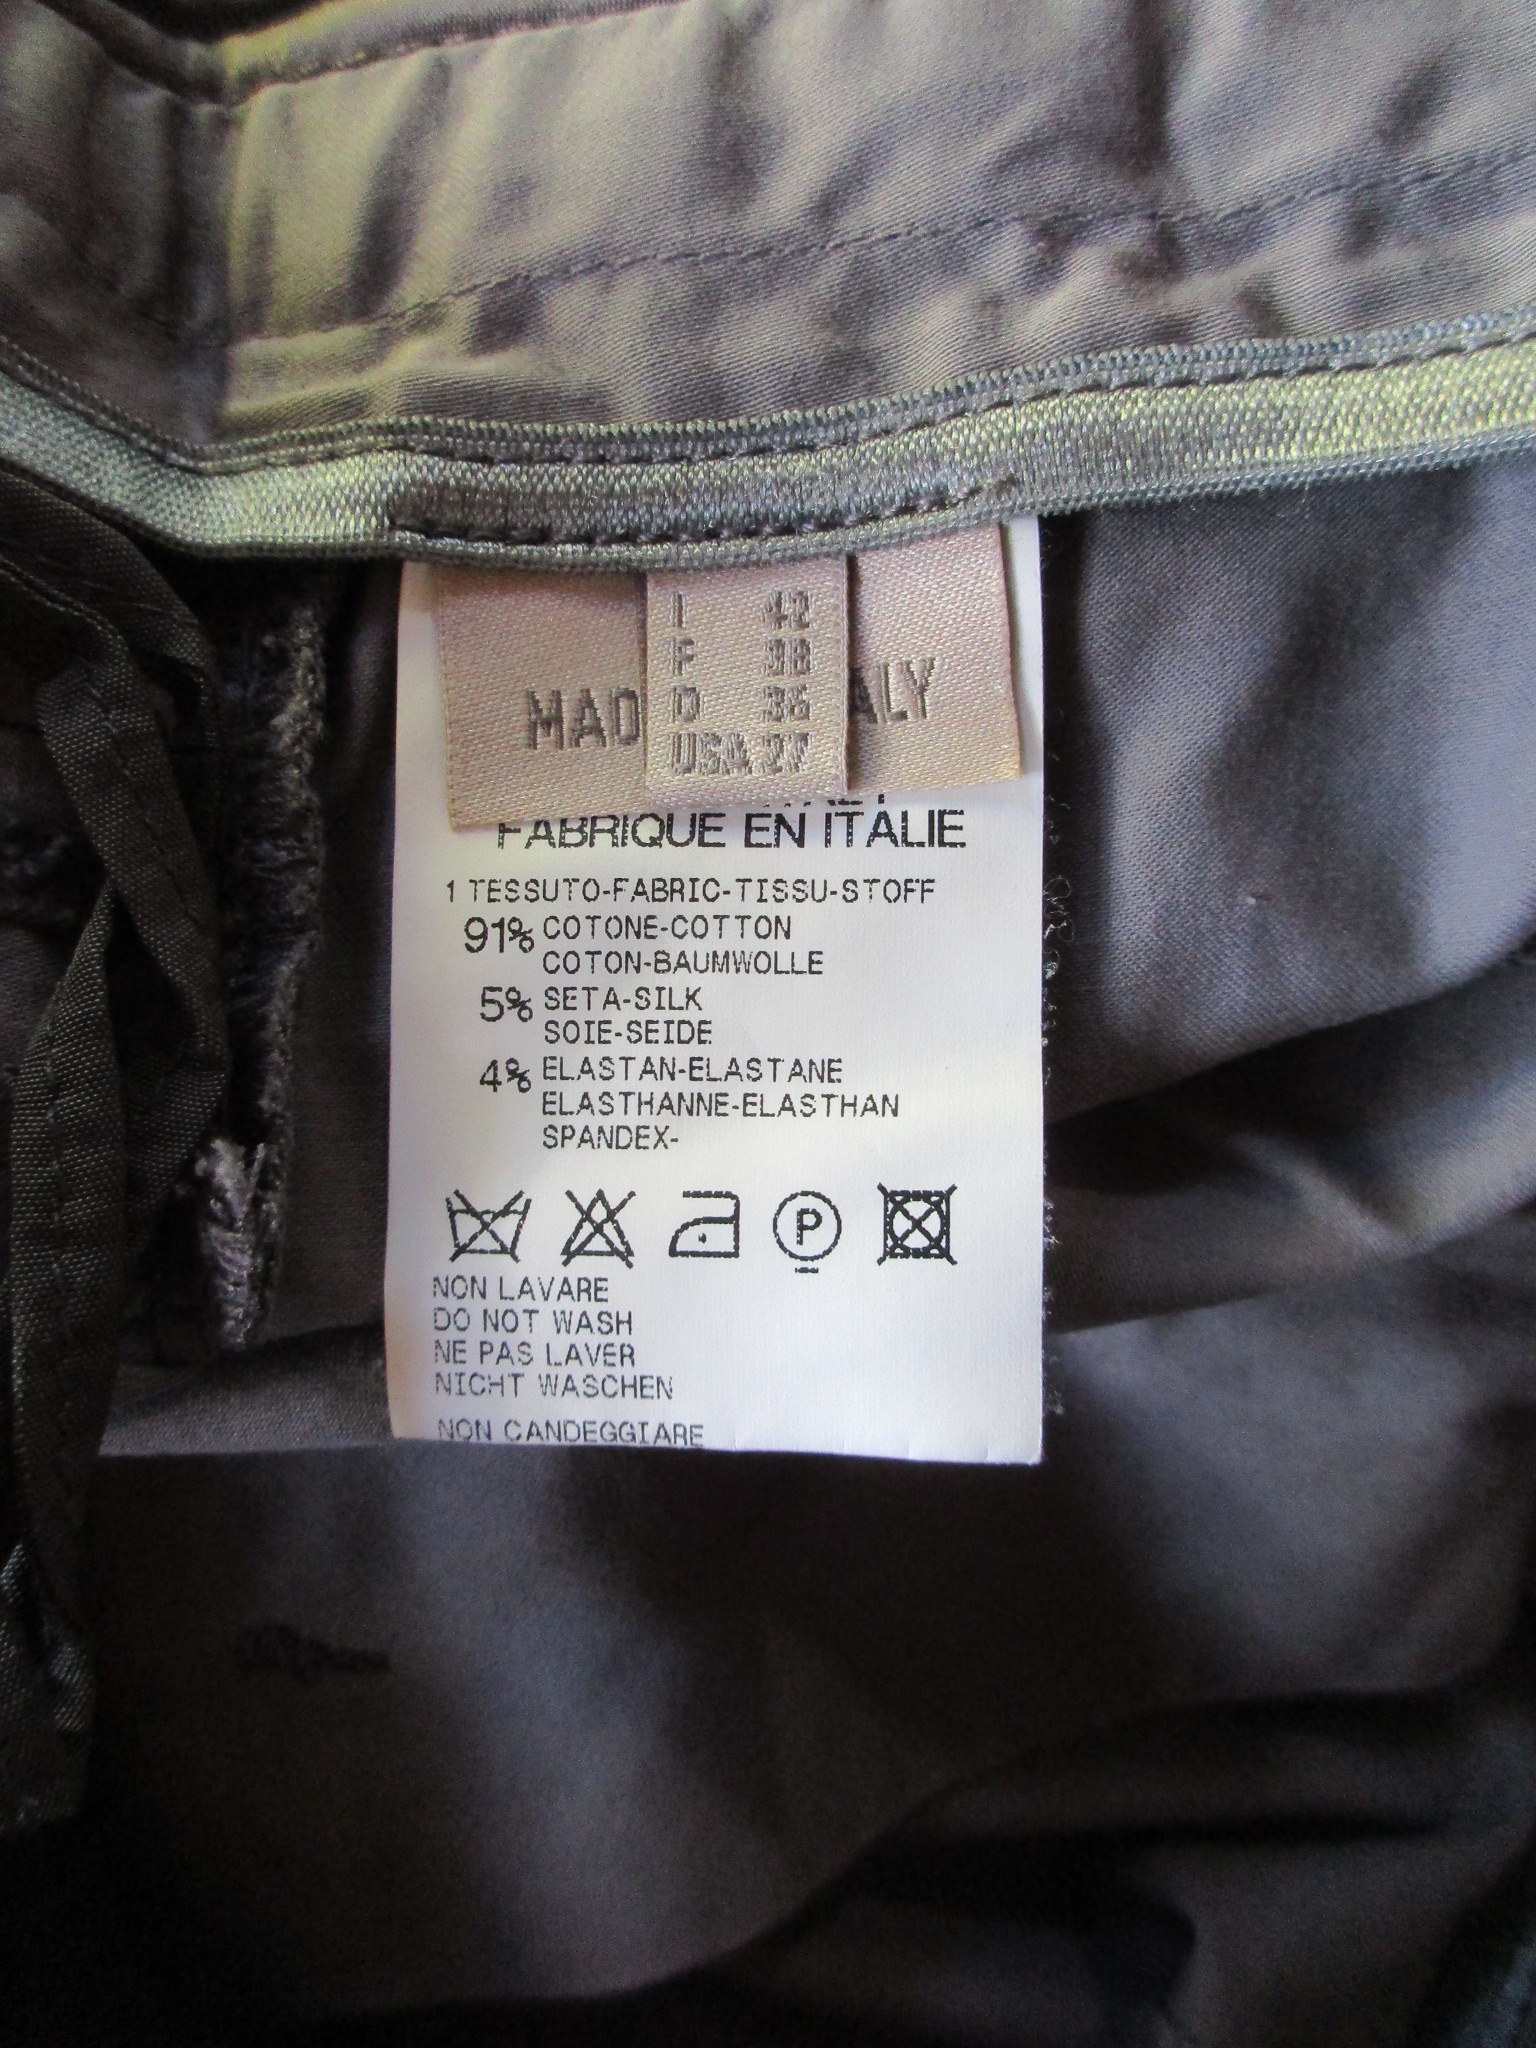 I 42
F 38
D 36
USA 27
MAD ALY
FABRIQUE EN ITALIE
1 TESSUTO-FABRIC-TISSU-STOFF
91% COTONE-COTTON
COTON-BAUMWOLLE
5% SETA-SILK
SOIE-SEIDE
4% ELASTAN-ELASTANE
ELASTHANNE-ELASTHAN
SPANDEX-
P
NON LAVARE
DO NOT WASH
NE PAS LAVER
NICHT WASCHEN
NON CANDEGGIARE